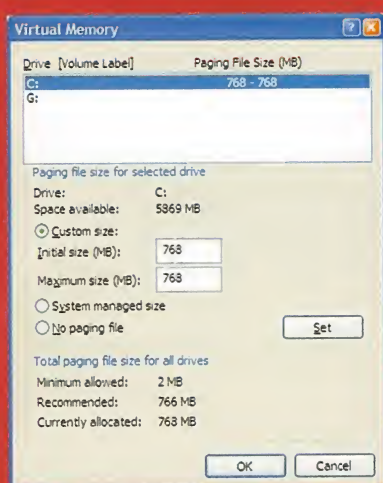 Virtual Memory
Drive [Volume Label] Paging File Size (MB)
C: 768 - 768
G:
Paging file size for selected drive
Drive: C:
Space available: 5869 MB
Custom size:
Initial size (MB): 768
Maximum size (MB): 768
System managed size
No paging file
Set
Total paging file size for all drives
Minimum allowed: 2 MB
Recommended: 766 MB
Currently allocated: 768 MB
OK Cancel